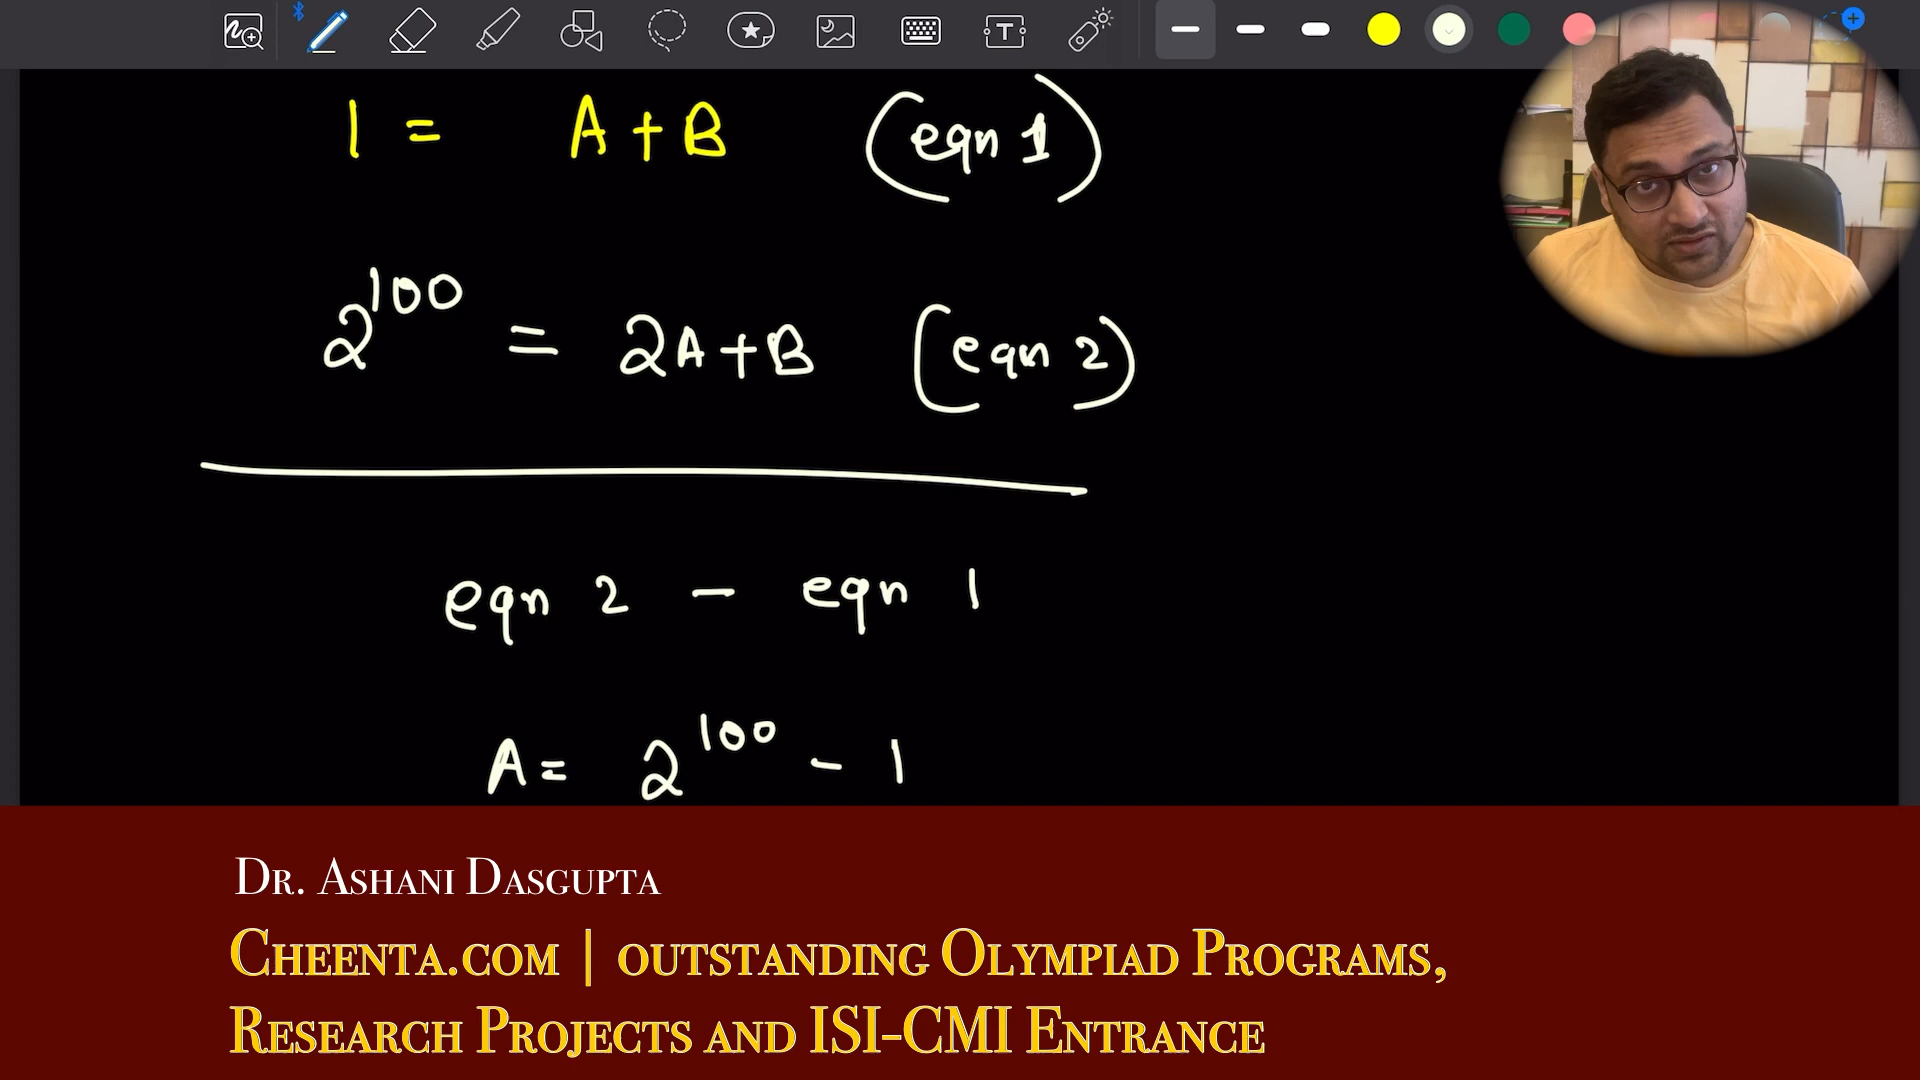 1 = A + B (eqn 1)
2^100 = 2A + B (eqn 2)
eqn 2 - eqn 1
A = 2^100 - 1
Dr. Ashani Dasgupta
Cheenta.com | outstanding Olympiad Programs,
Research Projects and ISI-CMI Entrance